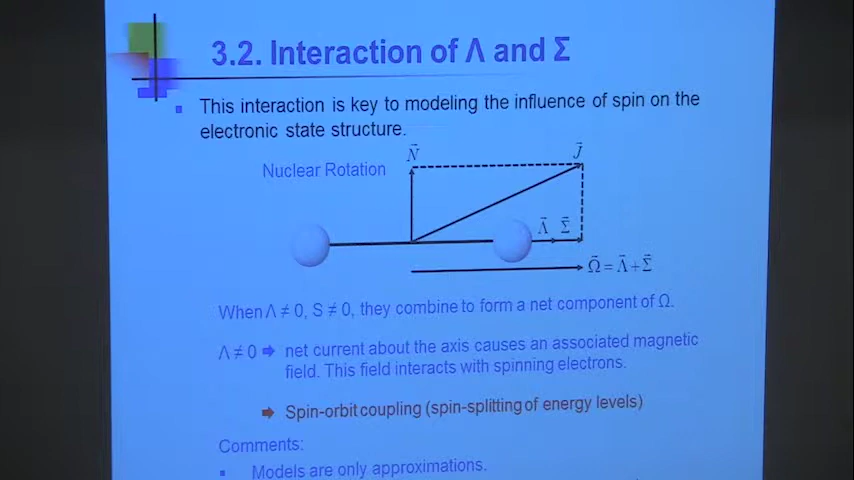 3.2. Interaction of Λ and Σ
This interaction is key to modeling the influence of spin on the
electronic state structure.
Nuclear Rotation
N⃗
J⃗
Λ⃗ Σ⃗
Ω⃗ = Λ⃗ + Σ⃗
When Λ ≠ 0, S ≠ 0, they combine to form a net component of Ω.
Λ ≠ 0 ⇒ net current about the axis causes an associated magnetic
field. This field interacts with spinning electrons.
⇒ Spin-orbit coupling (spin-splitting of energy levels)
Comments:
Models are only approximations.